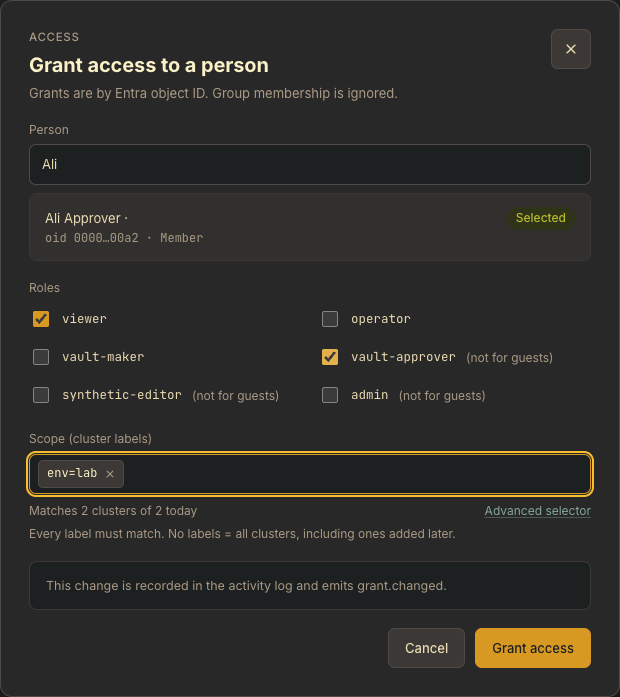 ACCESS
Grant access to a person
Grants are by Entra object ID. Group membership is ignored.
Person
Ali
Ali Approver ·
Selected
oid 0000…00a2 · Member
Roles
viewer
operator
vault-maker
vault-approver (not for guests)
synthetic-editor (not for guests)
admin (not for guests)
Scope (cluster labels)
env=lab ×
Matches 2 clusters of 2 today
Advanced selector
Every label must match. No labels = all clusters, including ones added later.
This change is recorded in the activity log and emits grant.changed.
Cancel
Grant access